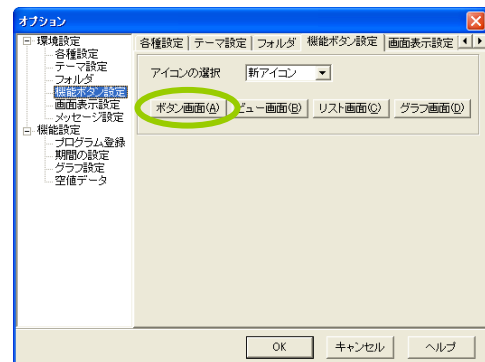 オプション
環境設定
各種設定
テーマ設定
フォルダ
機能ボタン設定
画面表示設定
メッセージ設定
機能設定
プログラム登録
期間の設定
グラフ設定
空値データ
各種設定 テーマ設定 フォルダ 機能ボタン設定 画面表示設定
アイコンの選択 新アイコン
ボタン画面(A) ビュー画面(B) リスト画面(C) グラフ画面(D)
OK キャンセル ヘルプ